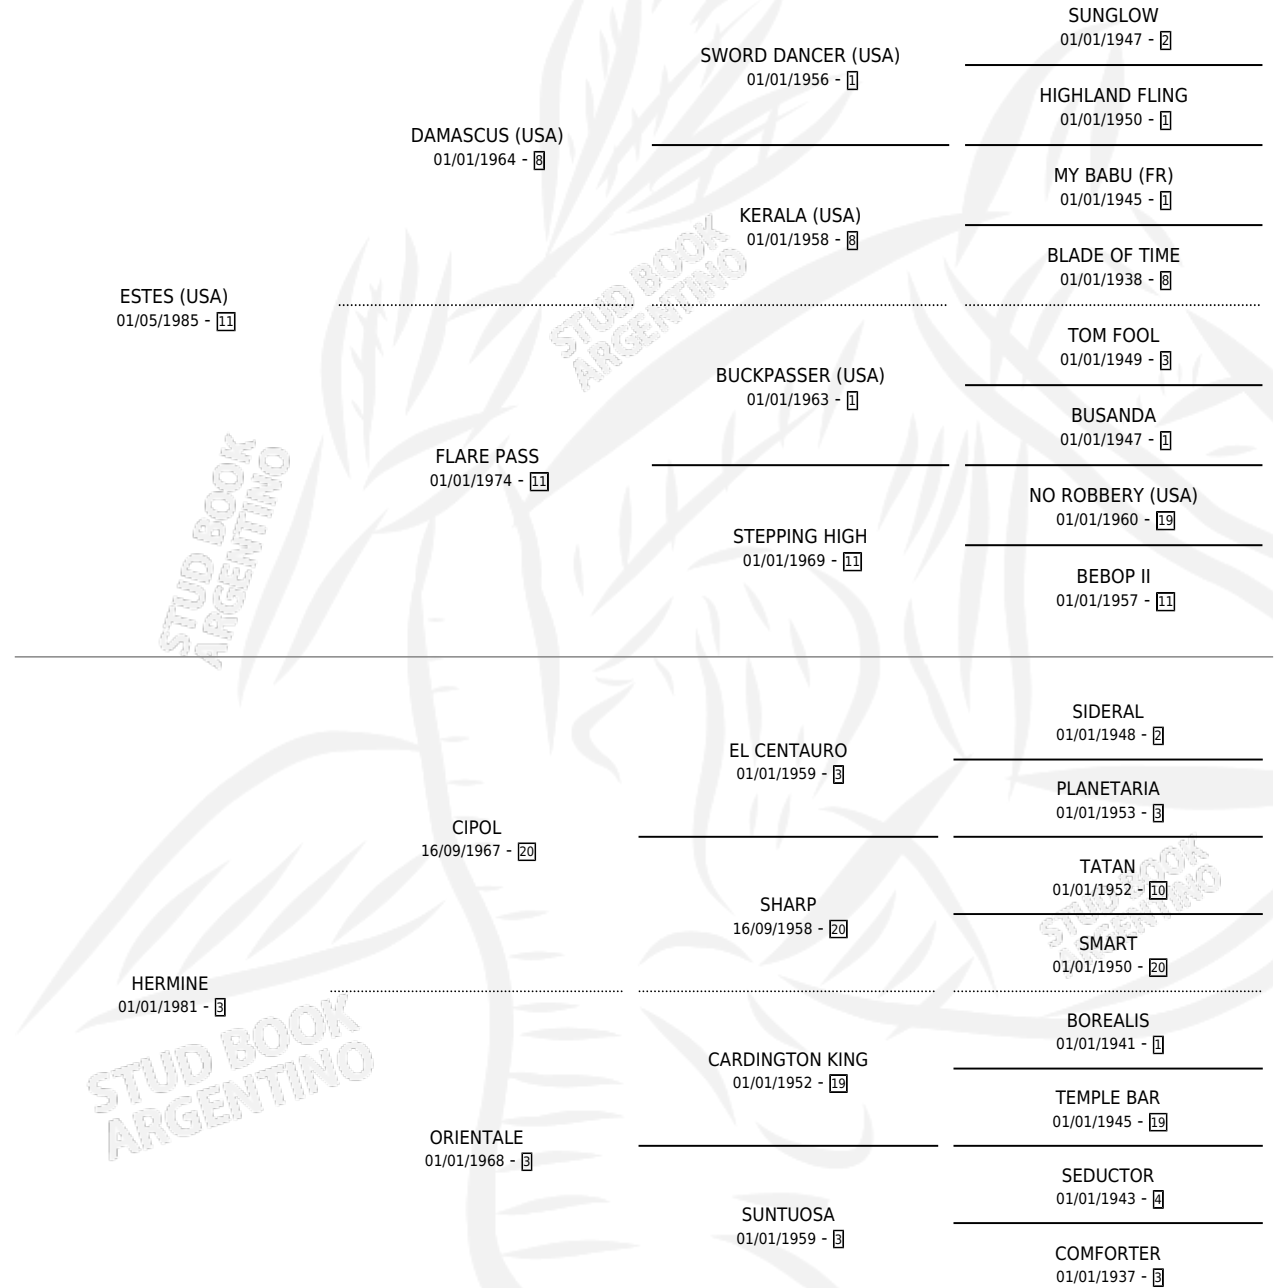 SUNGLOW
01/01/1947 - 2
SWORD DANCER (USA)
01/01/1956 - 1
HIGHLAND FLING
01/01/1950 - 1
DAMASCUS (USA)
01/01/1964 - 8
MY BABU (FR)
01/01/1945 - 1
KERALA (USA)
01/01/1958 - 8
BLADE OF TIME
01/01/1938 - 8
ESTES (USA)
01/05/1985 - 11
TOM FOOL
01/01/1949 - 3
BUCKPASSER (USA)
01/01/1963 - 1
BUSANDA
01/01/1947 - 1
FLARE PASS
01/01/1974 - 11
NO ROBBERY (USA)
01/01/1960 - 19
STEPPING HIGH
01/01/1969 - 11
BEBOP II
01/01/1957 - 11
SIDERAL
01/01/1948 - 2
EL CENTAURO
01/01/1959 - 3
PLANETARIA
01/01/1953 - 3
CIPOL
16/09/1967 - 20
TATAN
01/01/1952 - 10
SHARP
16/09/1958 - 20
SMART
01/01/1950 - 20
HERMINE
01/01/1981 - 3
BOREALIS
01/01/1941 - 1
CARDINGTON KING
01/01/1952 - 19
TEMPLE BAR
01/01/1945 - 19
ORIENTALE
01/01/1968 - 3
SEDUCTOR
01/01/1943 - 4
SUNTUOSA
01/01/1959 - 3
COMFORTER
01/01/1937 - 3
STUD BOOK
ARGENTINO
STUD BOOK
ARGENTINO
STUD BOOK
ARGENTINO
STUD BOOK
ARGENTINO